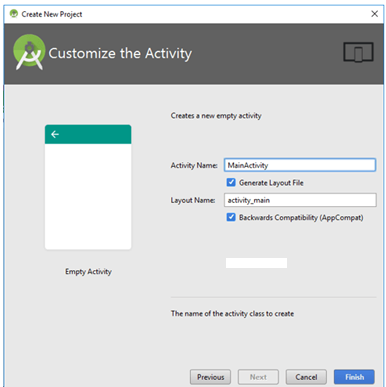 Create New Project
Customize the Activity
Creates a new empty activity
Activity Name: MainActivity
Generate Layout File
Layout Name: activity_main
Backwards Compatibility (AppCompat)
Empty Activity
The name of the activity class to create
Previous Next Cancel Finish